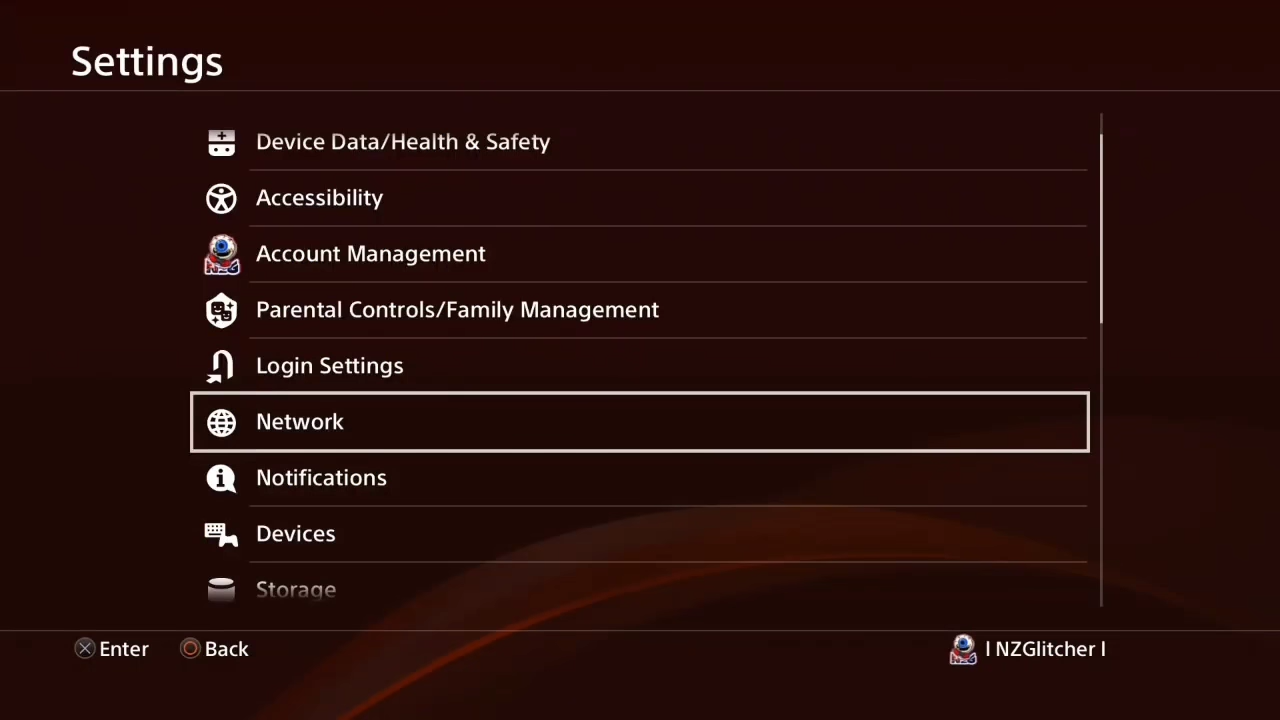 Settings
Device Data/Health & Safety
Accessibility
Account Management
NZG
Parental Controls/Family Management
Login Settings
Network
Notifications
Devices
Storage
Enter
Back
I NZGlitcher I